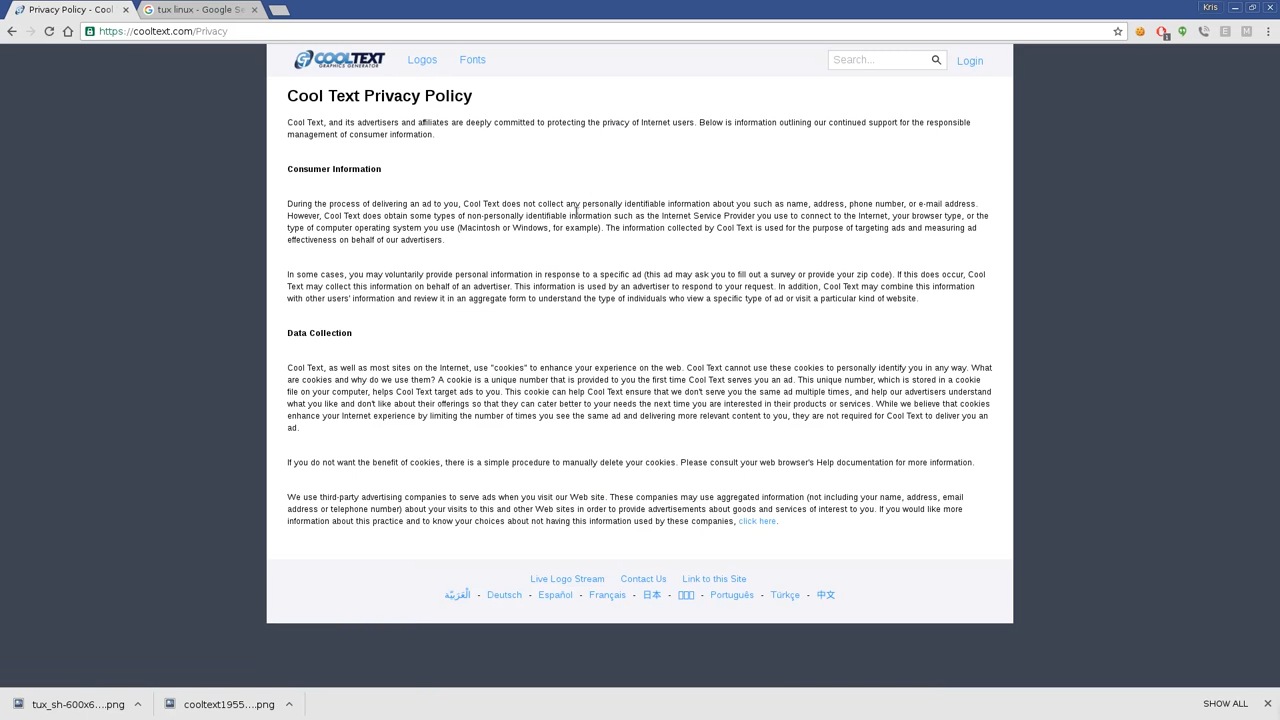 Privacy Policy - Cool
tux linux - Google Se
Kris
https://cooltext.com/Privacy
1
COOLTEXT
GRAPHICS GENERATOR
Logos
Fonts
Search...
Login
Cool Text Privacy Policy
Cool Text, and its advertisers and affiliates are deeply committed to protecting the privacy of Internet users. Below is information outlining our continued support for the responsible
management of consumer information.
Consumer Information
During the process of delivering an ad to you, Cool Text does not collect any personally identifiable information about you such as name, address, phone number, or e-mail address.
However, Cool Text does obtain some types of non-personally identifiable information such as the Internet Service Provider you use to connect to the Internet, your browser type, or the
type of computer operating system you use (Macintosh or Windows, for example). The information collected by Cool Text is used for the purpose of targeting ads and measuring ad
effectiveness on behalf of our advertisers.
In some cases, you may voluntarily provide personal information in response to a specific ad (this ad may ask you to fill out a survey or provide your zip code). If this does occur, Cool
Text may collect this information on behalf of an advertiser. This information is used by an advertiser to respond to your request. In addition, Cool Text may combine this information
with other users' information and review it in an aggregate form to understand the type of individuals who view a specific type of ad or visit a particular kind of website.
Data Collection
Cool Text, as well as most sites on the Internet, use "cookies" to enhance your experience on the web. Cool Text cannot use these cookies to personally identify you in any way. What
are cookies and why do we use them? A cookie is a unique number that is provided to you the first time Cool Text serves you an ad. This unique number, which is stored in a cookie
file on your computer, helps Cool Text target ads to you. This cookie can help Cool Text ensure that we don't serve you the same ad multiple times, and help our advertisers understand
what you like and don't like about their offerings so that they can cater better to your needs the next time you are interested in their products or services. While we believe that cookies
enhance your Internet experience by limiting the number of times you see the same ad and delivering more relevant content to you, they are not required for Cool Text to deliver you an
ad.
If you do not want the benefit of cookies, there is a simple procedure to manually delete your cookies. Please consult your web browser's Help documentation for more information.
We use third-party advertising companies to serve ads when you visit our Web site. These companies may use aggregated information (not including your name, address, email
address or telephone number) about your visits to this and other Web sites in order to provide advertisements about goods and services of interest to you. If you would like more
information about this practice and to know your choices about not having this information used by these companies, click here.
Live Logo Stream Contact Us Link to this Site
اَلْعَرَبِيَّة - Deutsch - Español - Français - 日本 - - Português - Türkçe - 中文
tux_sh-600x6....png
cooltext1955....png
SHOW ALL